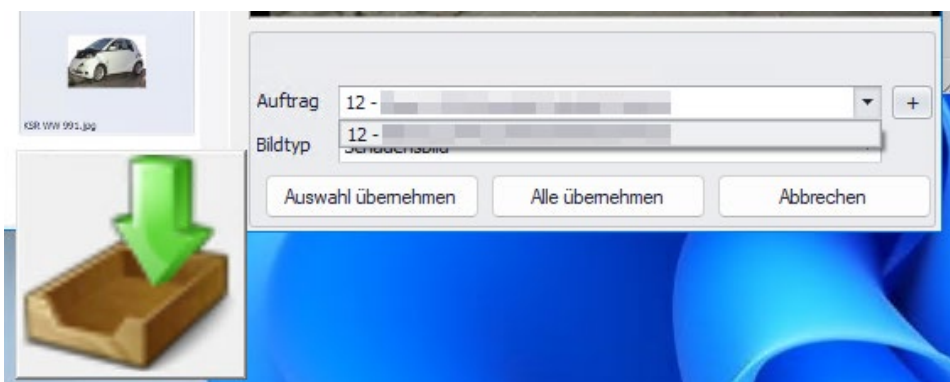 Auftrag 12 -
+
12 -
Bildtyp
KSR WW 991.jpg
Auswahl übernehmen Alle übernehmen Abbrechen